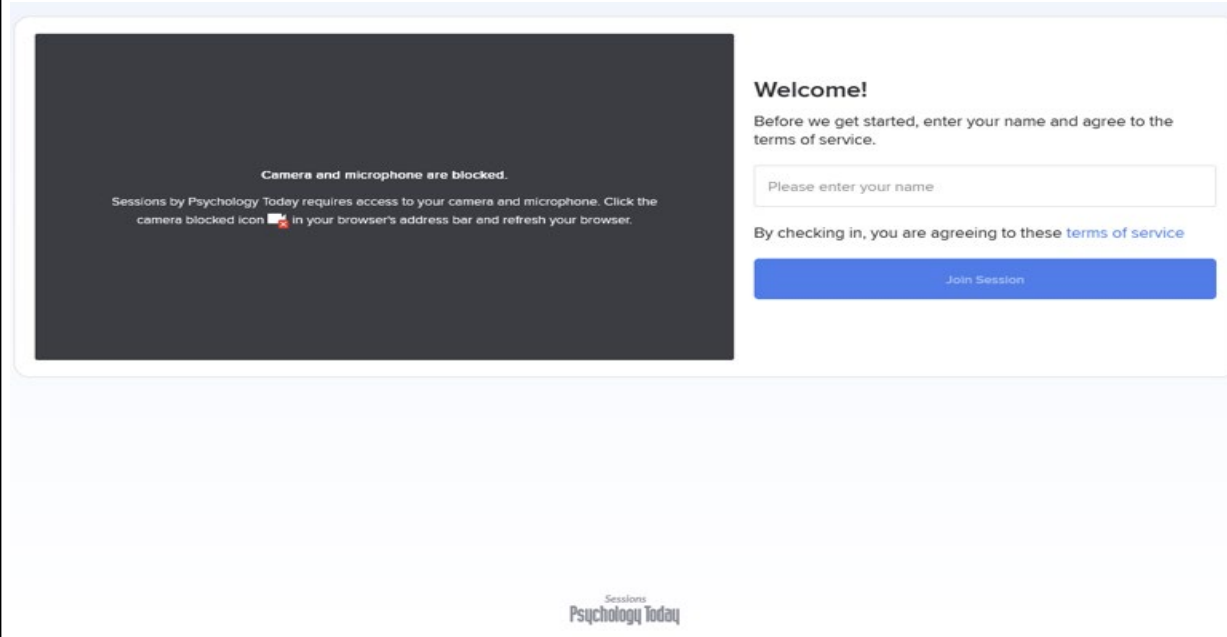 Camera and microphone are blocked.
Sessions by Psychology Today requires access to your camera and microphone. Click the
camera blocked icon in your browser's address bar and refresh your browser.
Welcome!
Before we get started, enter your name and agree to the
terms of service.
Please enter your name
By checking in, you are agreeing to these terms of service
Join Session
Sessions
Psychology Today